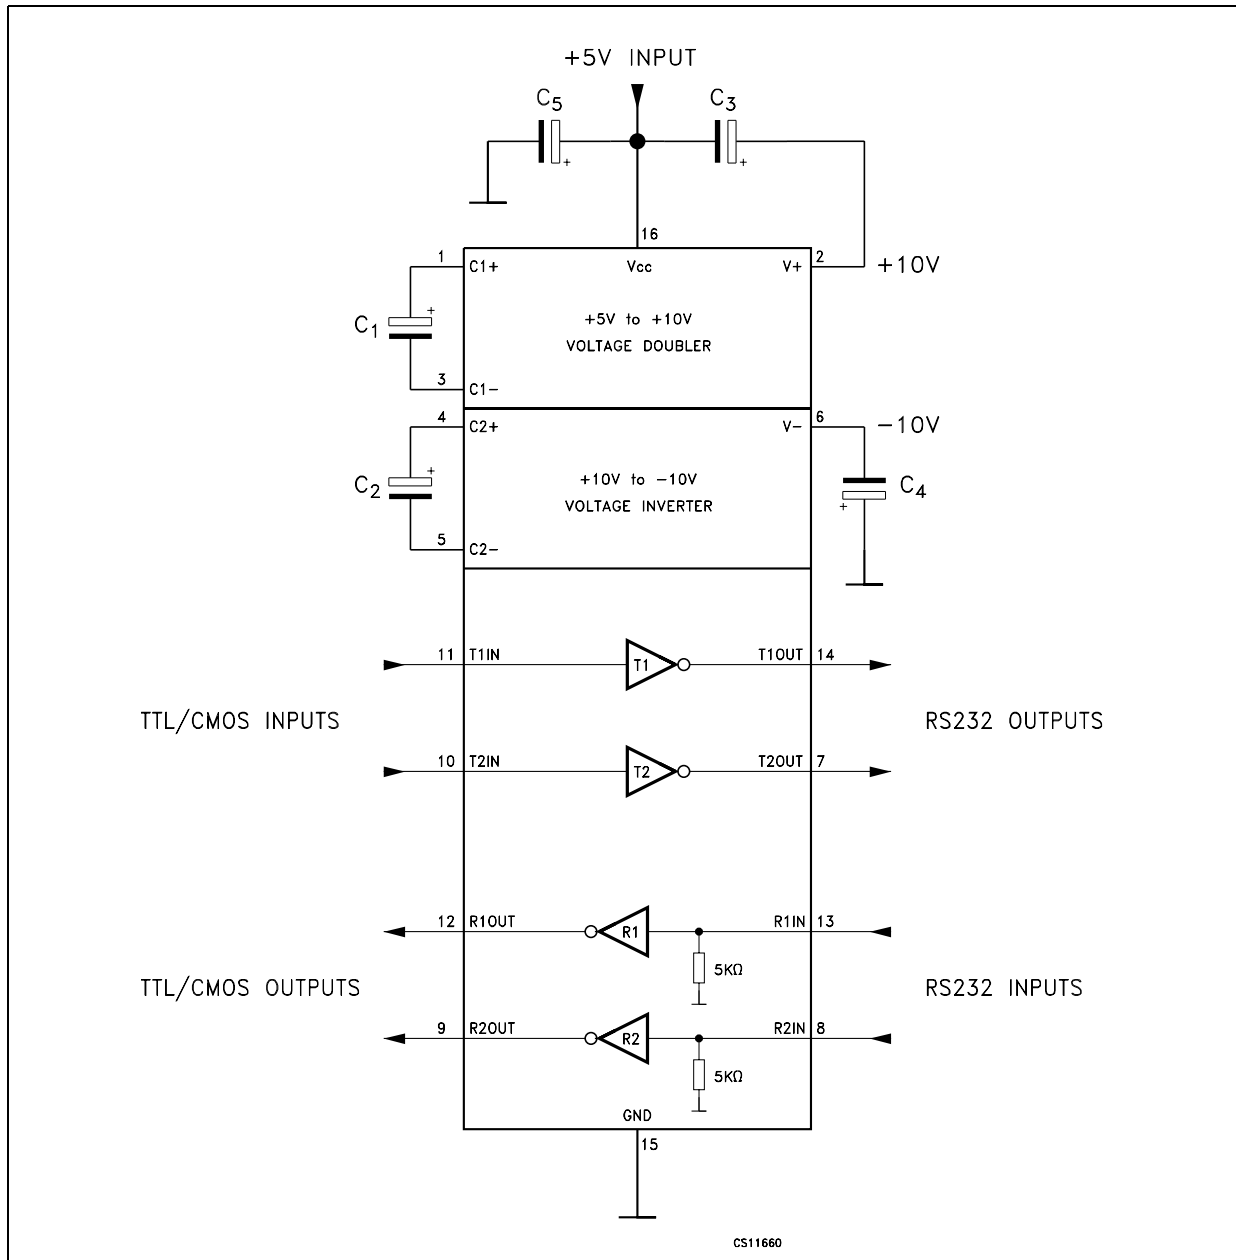 +5V INPUT
C5
C3
+
+
16
1
C1+
Vcc
V+
2
+10V
C1
+
+5V to +10V
VOLTAGE DOUBLER
3
C1-
4
C2+
V-
6
-10V
C2
+
+10V to -10V
VOLTAGE INVERTER
C4
+
5
C2-
11
T1IN
T1
T1OUT
14
TTL/CMOS INPUTS
RS232 OUTPUTS
10
T2IN
T2
T2OUT
7
12
R1OUT
R1
R1IN
13
5KΩ
TTL/CMOS OUTPUTS
RS232 INPUTS
9
R2OUT
R2
R2IN
8
5KΩ
GND
15
CS11660